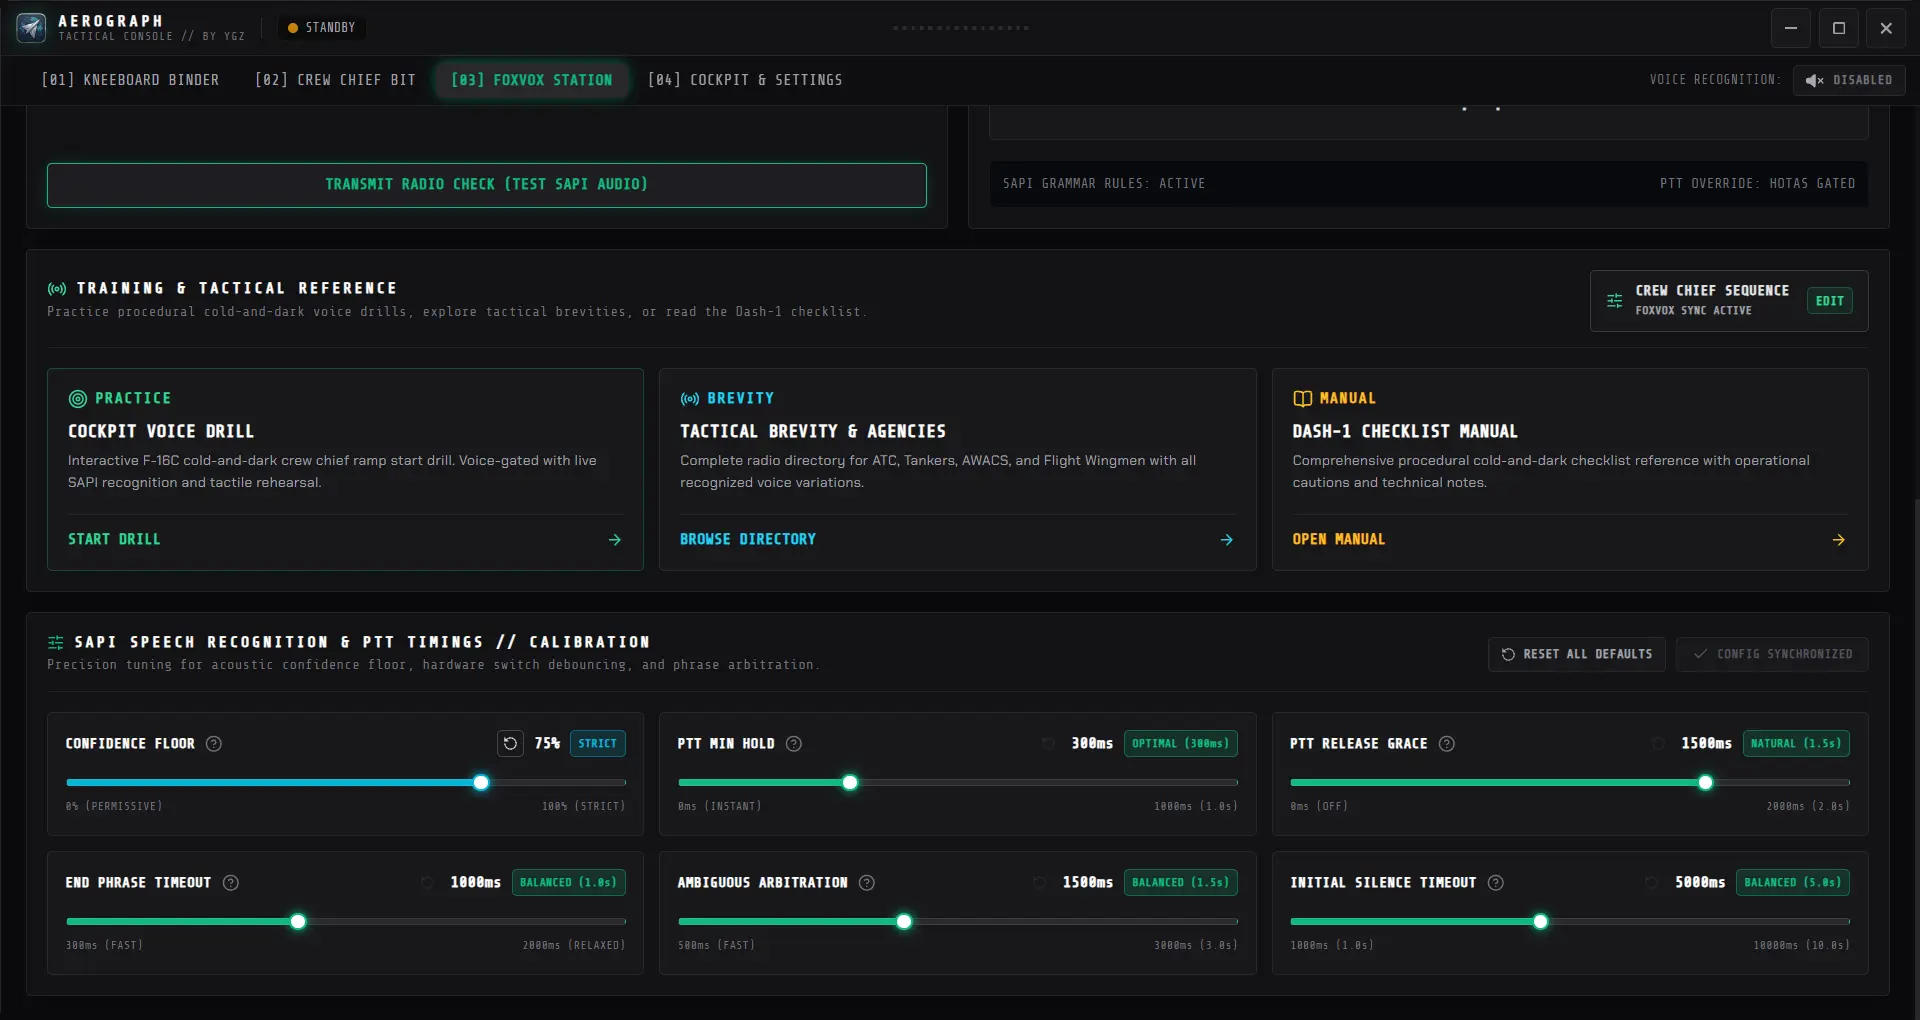 AEROGRAPH
TACTICAL CONSOLE // BY YGZ
STANDBY
[01] KNEEBOARD BINDER
[02] CREW CHIEF BIT
[03] FOXVOX STATION
[04] COCKPIT & SETTINGS
VOICE RECOGNITION:
DISABLED
TRANSMIT RADIO CHECK (TEST SAPI AUDIO)
SAPI GRAMMAR RULES: ACTIVE
PTT OVERRIDE: HOTAS GATED
TRAINING & TACTICAL REFERENCE
Practice procedural cold-and-dark voice drills, explore tactical brevities, or read the Dash-1 checklist.
CREW CHIEF SEQUENCE
FOXVOX SYNC ACTIVE
EDIT
PRACTICE
COCKPIT VOICE DRILL
Interactive F-16C cold-and-dark crew chief ramp start drill. Voice-gated with live
SAPI recognition and tactile rehearsal.
START DRILL
BREVITY
TACTICAL BREVITY & AGENCIES
Complete radio directory for ATC, Tankers, AWACS, and Flight Wingmen with all
recognized voice variations.
BROWSE DIRECTORY
MANUAL
DASH-1 CHECKLIST MANUAL
Comprehensive procedural cold-and-dark checklist reference with operational
cautions and technical notes.
OPEN MANUAL
SAPI SPEECH RECOGNITION & PTT TIMINGS // CALIBRATION
Precision tuning for acoustic confidence floor, hardware switch debouncing, and phrase arbitration.
RESET ALL DEFAULTS
CONFIG SYNCHRONIZED
CONFIDENCE FLOOR
75%
STRICT
0% (PERMISSIVE)
100% (STRICT)
PTT MIN HOLD
300ms
OPTIMAL (300ms)
0ms (INSTANT)
1000ms (1.0s)
PTT RELEASE GRACE
1500ms
NATURAL (1.5s)
0ms (OFF)
2000ms (2.0s)
END PHRASE TIMEOUT
1000ms
BALANCED (1.0s)
300ms (FAST)
2000ms (RELAXED)
AMBIGUOUS ARBITRATION
1500ms
BALANCED (1.5s)
500ms (FAST)
3000ms (3.0s)
INITIAL SILENCE TIMEOUT
5000ms
BALANCED (5.0s)
1000ms (1.0s)
10000ms (10.0s)